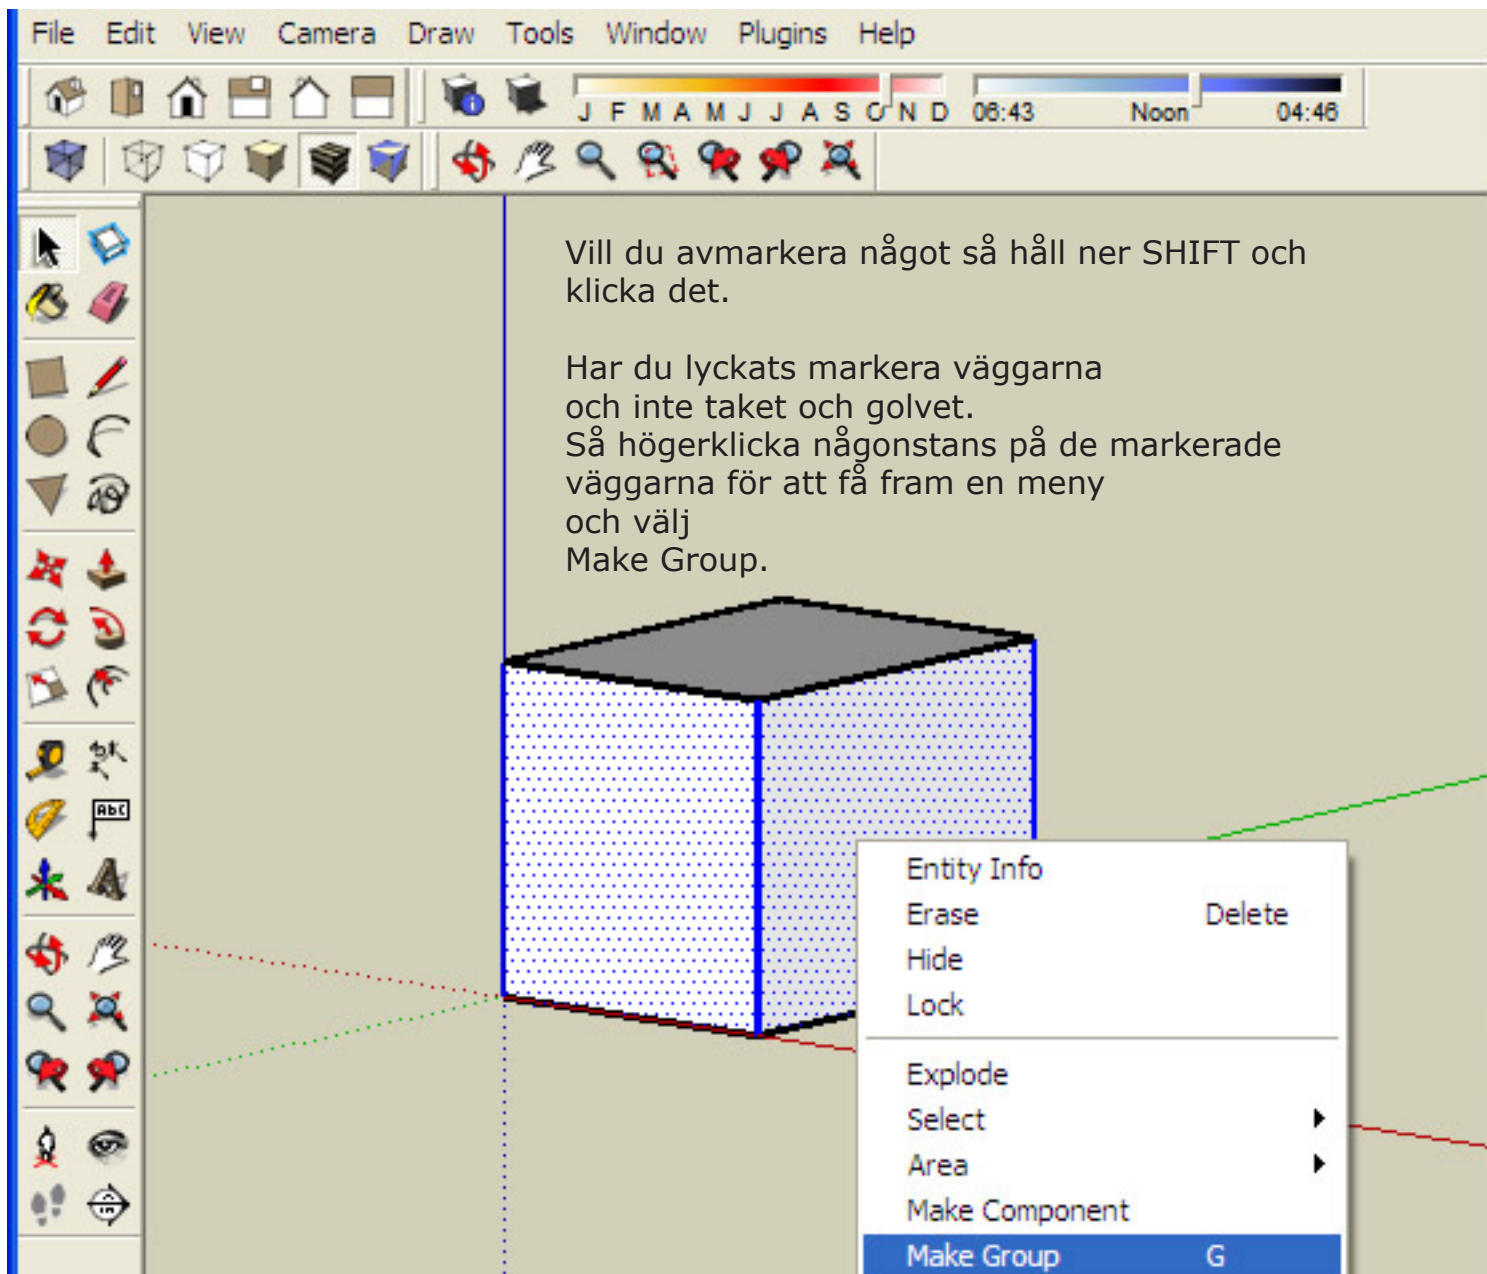 File Edit View Camera Draw Tools Window Plugins Help
J F M A M J J A S O N D 06:43 Noon 04:46
Vill du avmarkera något så håll ner SHIFT och
klicka det.
Har du lyckats markera väggarna
och inte taket och golvet.
Så högerklicka någonstans på de markerade
väggarna för att få fram en meny
och välj
Make Group.
Abc
Entity Info
Erase Delete
Hide
Lock
Explode
Select
Area
Make Component
Make Group G